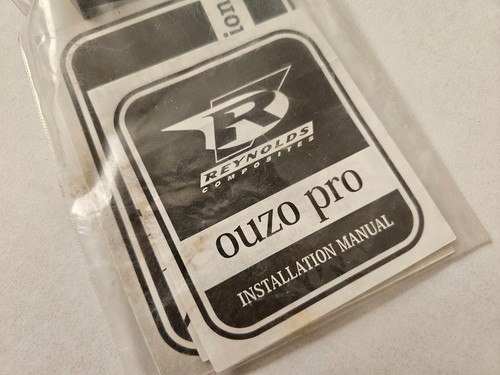 R
REYNOLDS
COMPOSITES
ouzo pro
INSTALLATION MANUAL